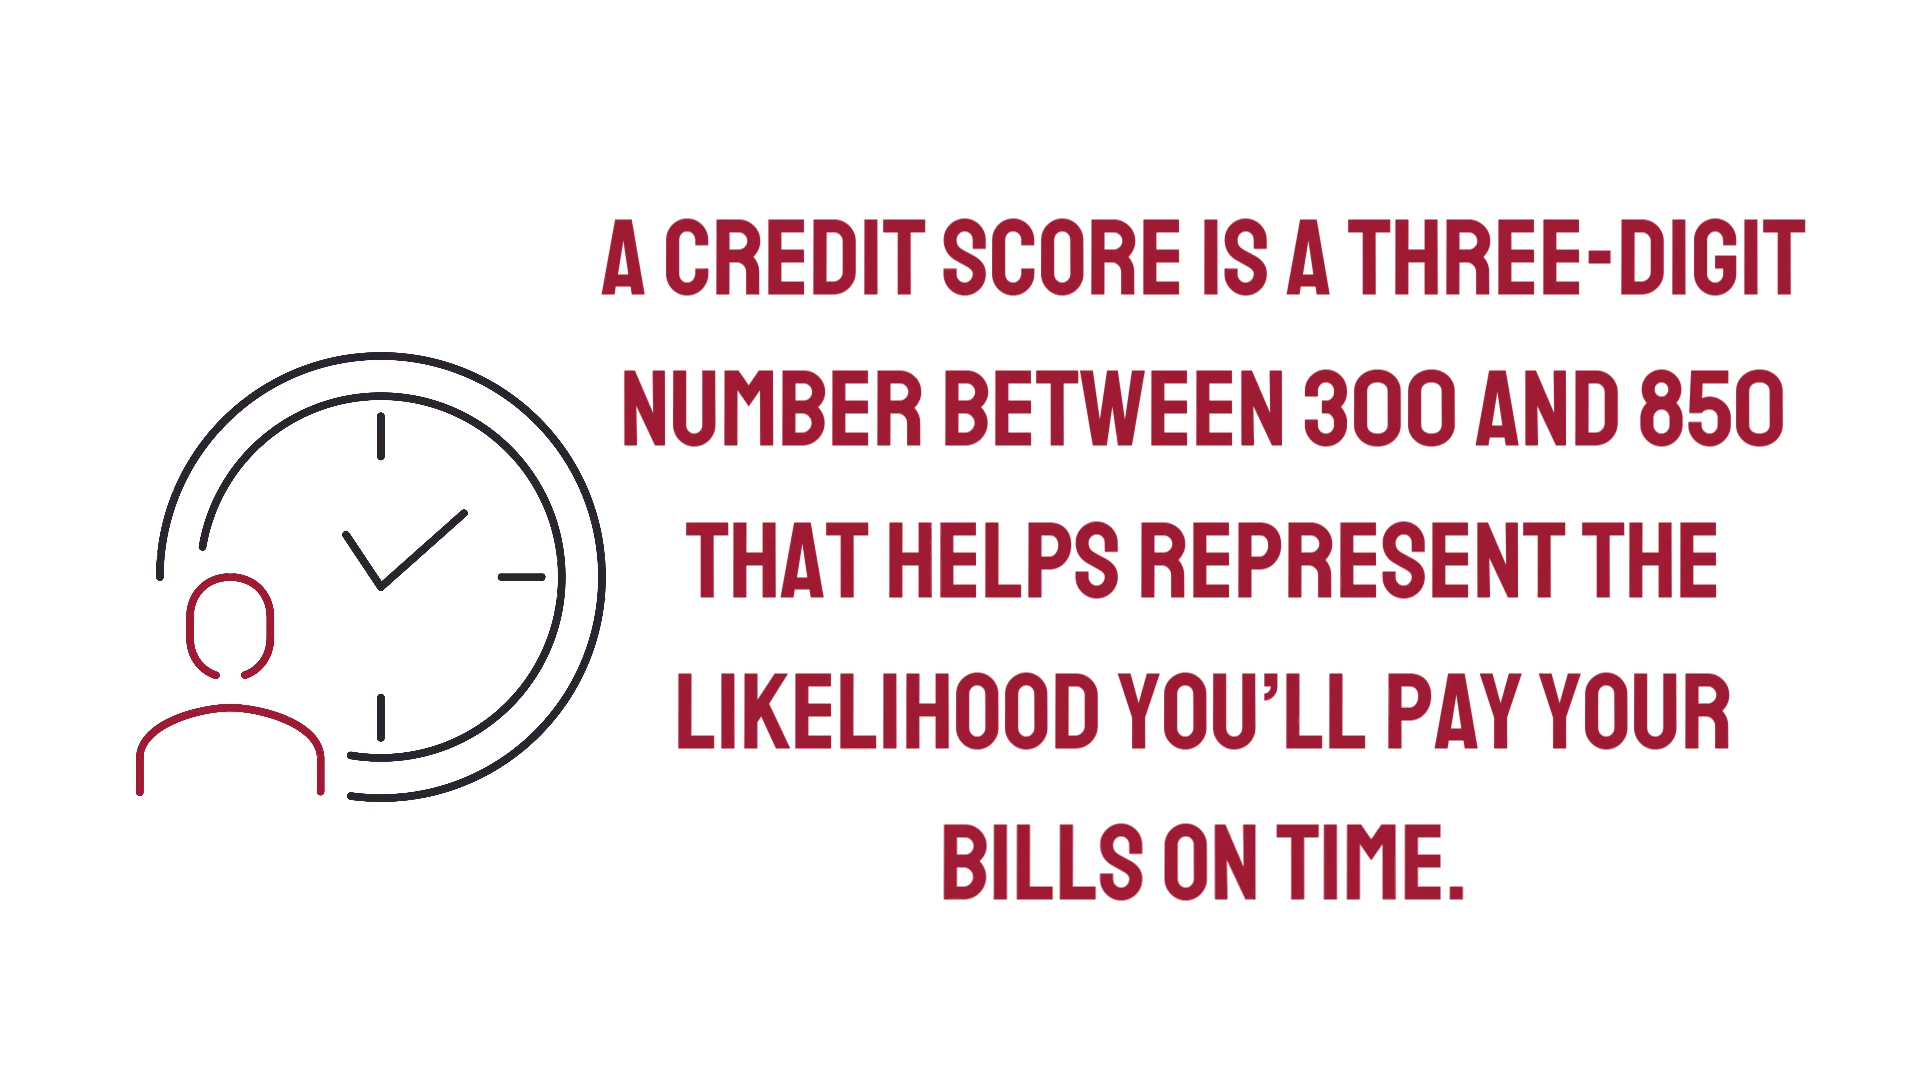 A CREDIT SCORE IS A THREE-DIGIT
NUMBER BETWEEN 300 AND 850
THAT HELPS REPRESENT THE
LIKELIHOOD YOU’LL PAY YOUR
BILLS ON TIME.